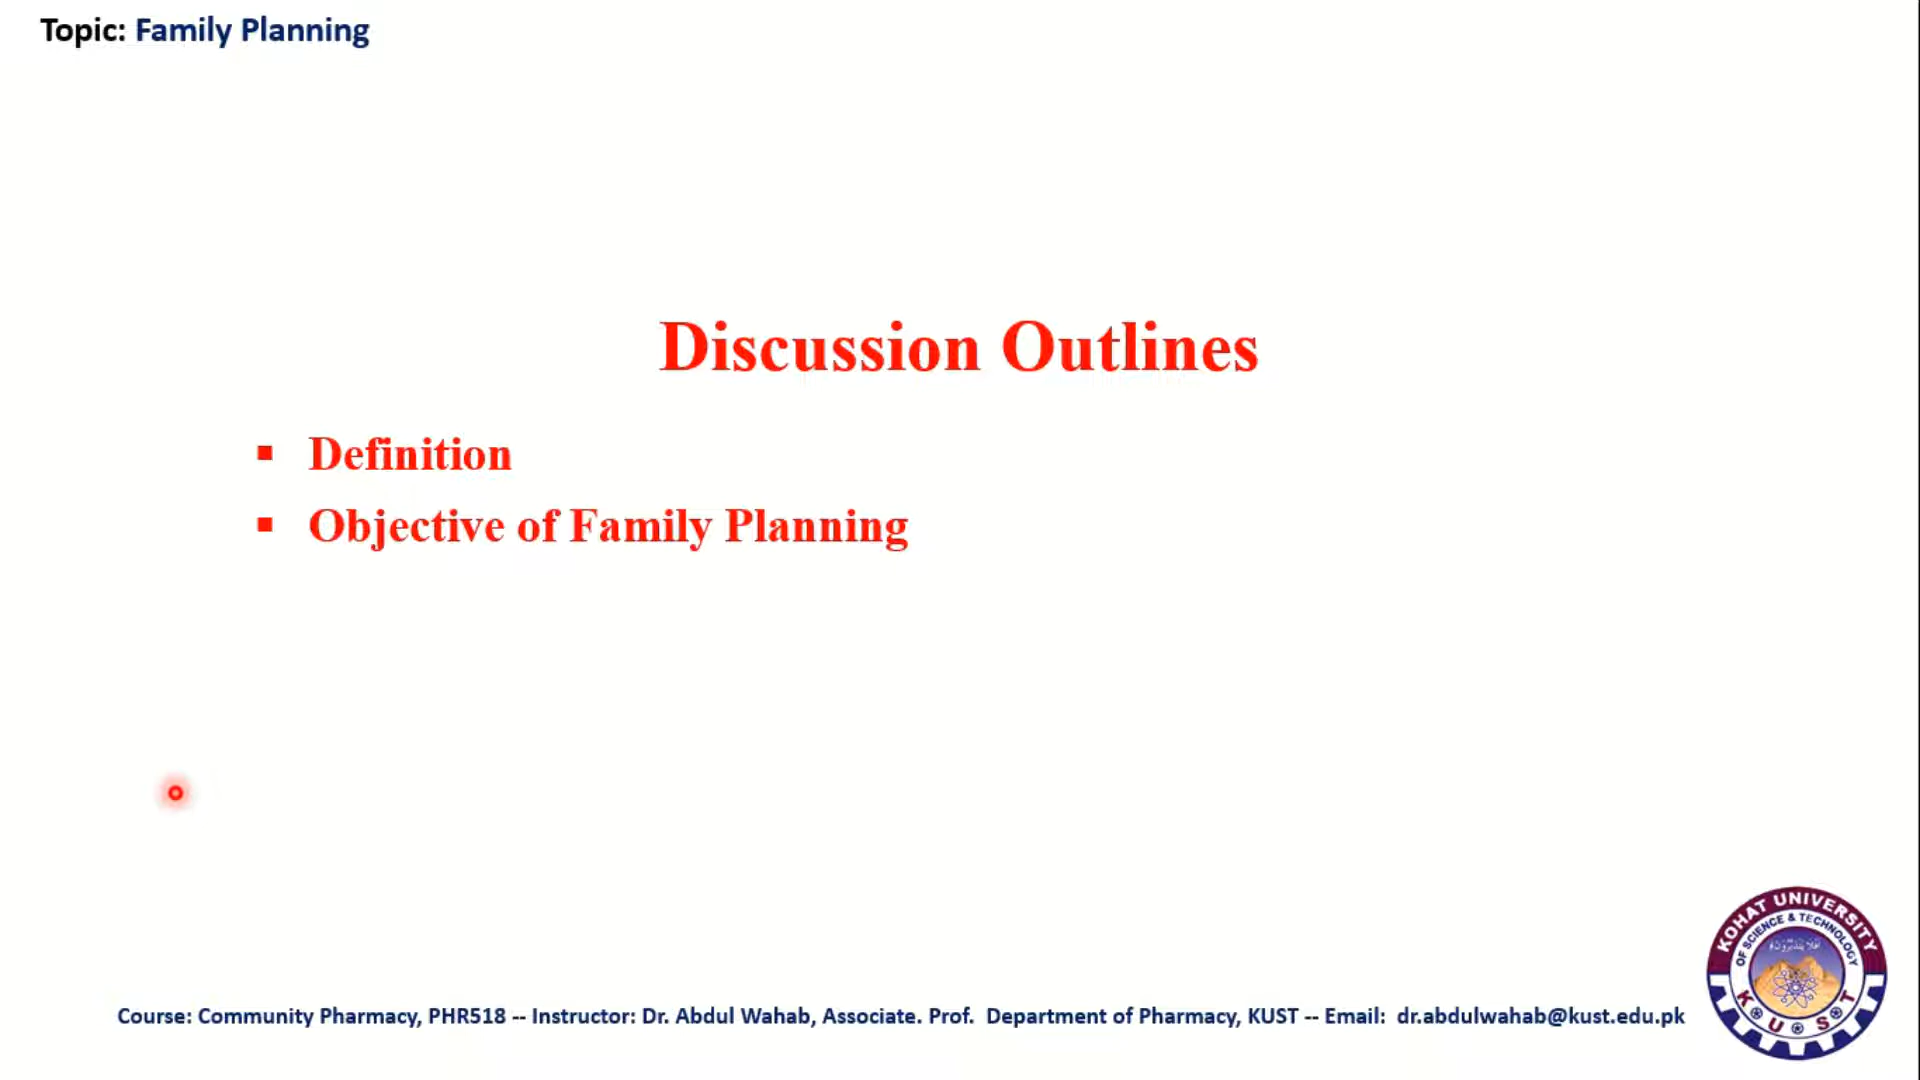 Topic: Family Planning
Discussion Outlines
▪ Definition
▪ Objective of Family Planning
KOHAT UNIVERSITY
OF SCIENCE & TECHNOLOGY
K U S T
Course: Community Pharmacy, PHR518 -- Instructor: Dr. Abdul Wahab, Associate. Prof. Department of Pharmacy, KUST -- Email: dr.abdulwahab@kust.edu.pk